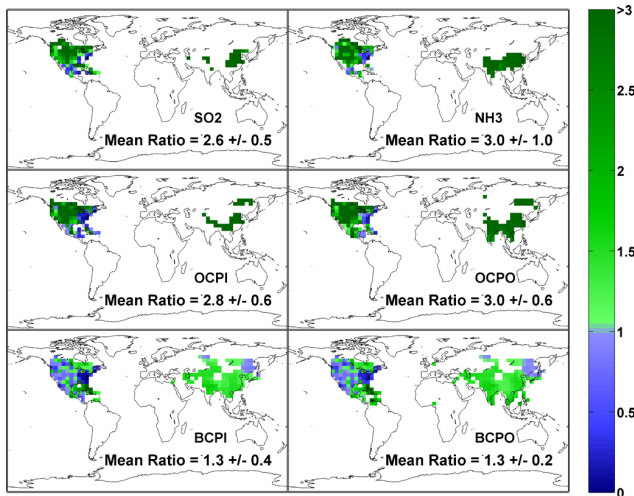 SO2
Mean Ratio = 2.6 +/- 0.5
NH3
Mean Ratio = 3.0 +/- 1.0
OCPI
Mean Ratio = 2.8 +/- 0.6
OCPO
Mean Ratio = 3.0 +/- 0.6
BCPI
Mean Ratio = 1.3 +/- 0.4
BCPO
Mean Ratio = 1.3 +/- 0.2
>3
2.5
2
1.5
1
0.5
0